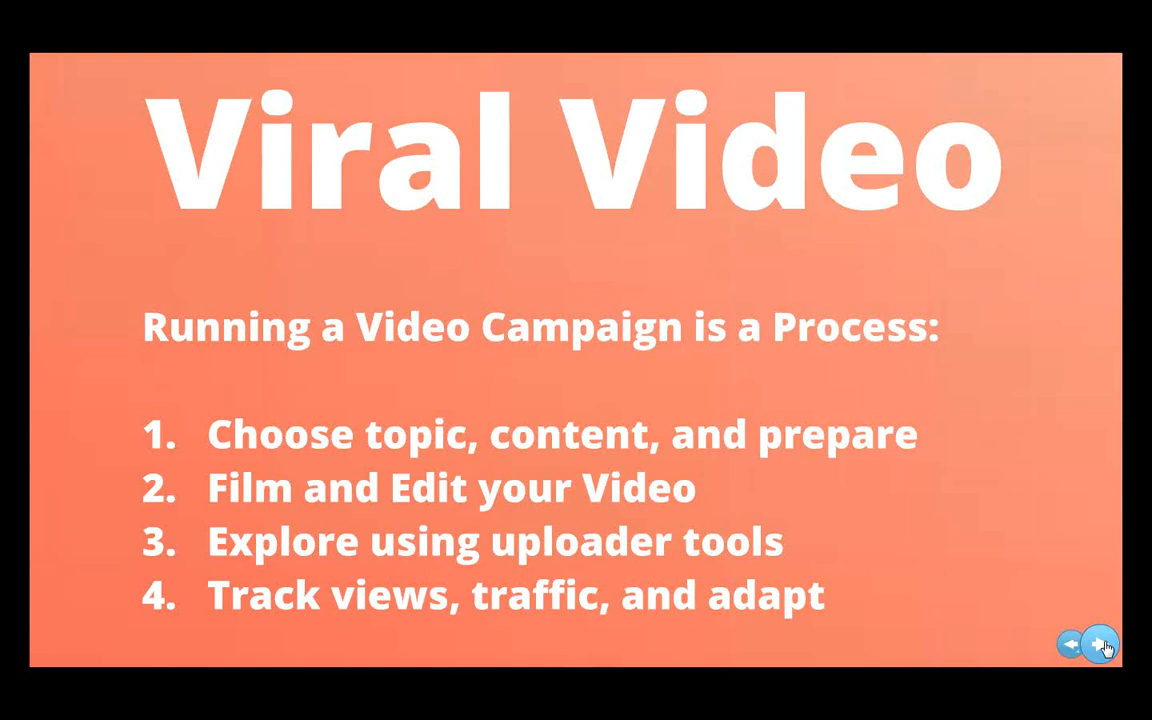 Viral Video
Running a Video Campaign is a Process:
1. Choose topic, content, and prepare
2. Film and Edit your Video
3. Explore using uploader tools
4. Track views, traffic, and adapt